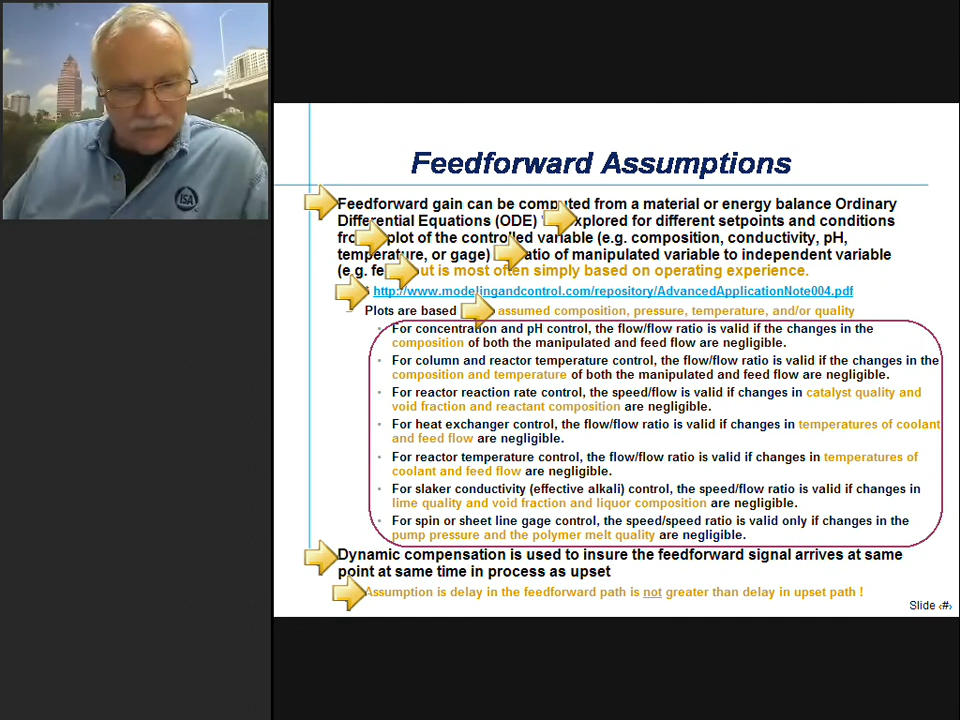 ISA
Feedforward Assumptions
Feedforward gain can be computed from a material or energy balance Ordinary
Differential Equations (ODE) explored for different setpoints and conditions
from plot of the controlled variable (e.g. composition, conductivity, pH,
temperature, or gage) ratio of manipulated variable to independent variable
(e.g. but is most often simply based on operating experience.
http://www.modelingandcontrol.com/repository/AdvancedApplicationNote004.pdf
– Plots are based assumed composition, pressure, temperature, and/or quality
• For concentration and pH control, the flow/flow ratio is valid if the changes in the
composition of both the manipulated and feed flow are negligible.
• For column and reactor temperature control, the flow/flow ratio is valid if the changes in the
composition and temperature of both the manipulated and feed flow are negligible.
• For reactor reaction rate control, the speed/flow is valid if changes in catalyst quality and
void fraction and reactant composition are negligible.
• For heat exchanger control, the flow/flow ratio is valid if changes in temperatures of coolant
and feed flow are negligible.
• For reactor temperature control, the flow/flow ratio is valid if changes in temperatures of
coolant and feed flow are negligible.
• For slaker conductivity (effective alkali) control, the speed/flow ratio is valid if changes in
lime quality and void fraction and liquor composition are negligible.
• For spin or sheet line gage control, the speed/speed ratio is valid only if changes in the
pump pressure and the polymer melt quality are negligible.
Dynamic compensation is used to insure the feedforward signal arrives at same
point at same time in process as upset
Assumption is delay in the feedforward path is not greater than delay in upset path !
Slide ‹#›